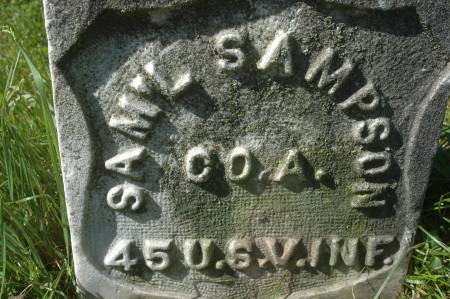 SAM'L SAMPSON
CO. A.
45 U.S.V. INF.